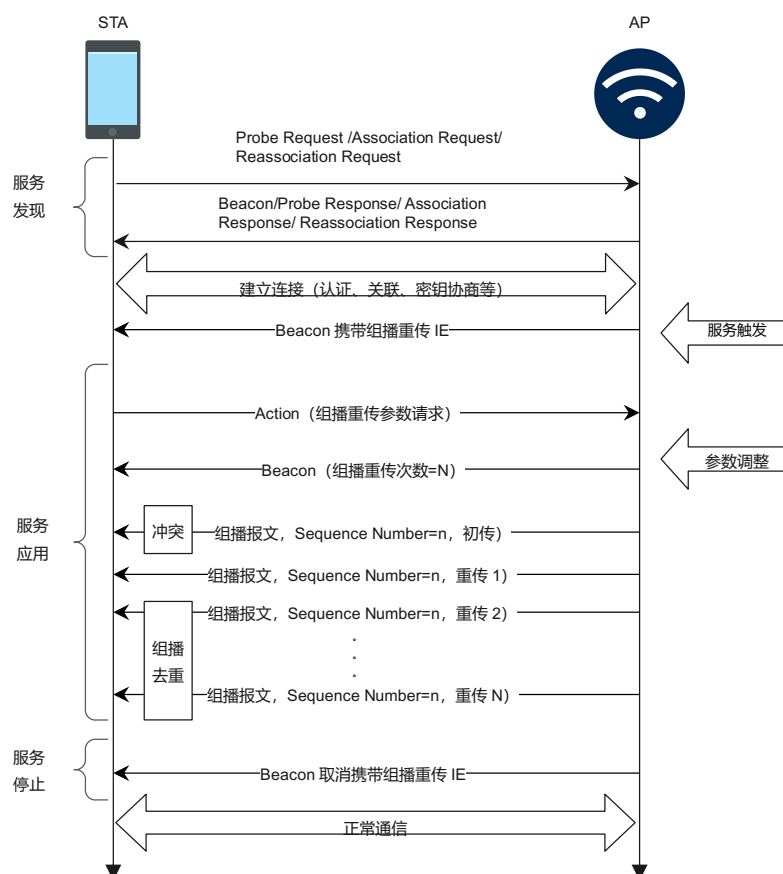 STA
AP
Probe Request /Association Request/
Reassociation Request
服务
发现
Beacon/Probe Response/ Association
Response/ Reassociation Response
建立连接（认证、关联、密钥协商等）
Beacon 携带组播重传 IE
服务触发
Action（组播重传参数请求）
参数调整
Beacon（组播重传次数=N）
服务
应用
冲突
组播报文，Sequence Number=n，初传）
组播报文，Sequence Number=n，重传 1）
组播报文，Sequence Number=n，重传 2）
组播
去重
。
。
。
组播报文，Sequence Number=n，重传 N）
服务
停止
Beacon 取消携带组播重传 IE
正常通信